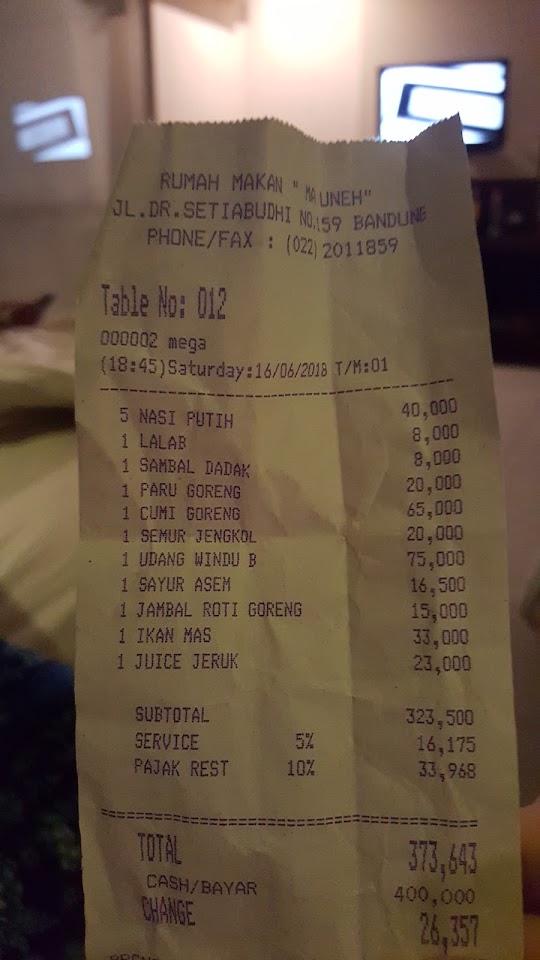 RUMAH MAKAN " MA UNEH"
JL.DR.SETIABUDHI NO.159 BANDUNG
PHONE/FAX : (022) 2011859
Table No: 012
000002 mega
(18:45)Saturday:16/06/2018 T/M:01
5 NASI PUTIH 40,000
1 LALAB 8,000
1 SAMBAL DADAK 8,000
1 PARU GORENG 20,000
1 CUMI GORENG 65,000
1 SEMUR JENGKOL 20,000
1 UDANG WINDU B 75,000
1 SAYUR ASEM 16,500
1 JAMBAL ROTI GORENG 15,000
1 IKAN MAS 33,000
1 JUICE JERUK 23,000
SUBTOTAL 323,500
SERVICE 5% 16,175
PAJAK REST 10% 33,968
TOTAL 373,643
CASH/BAYAR 400,000
CHANGE 26,357